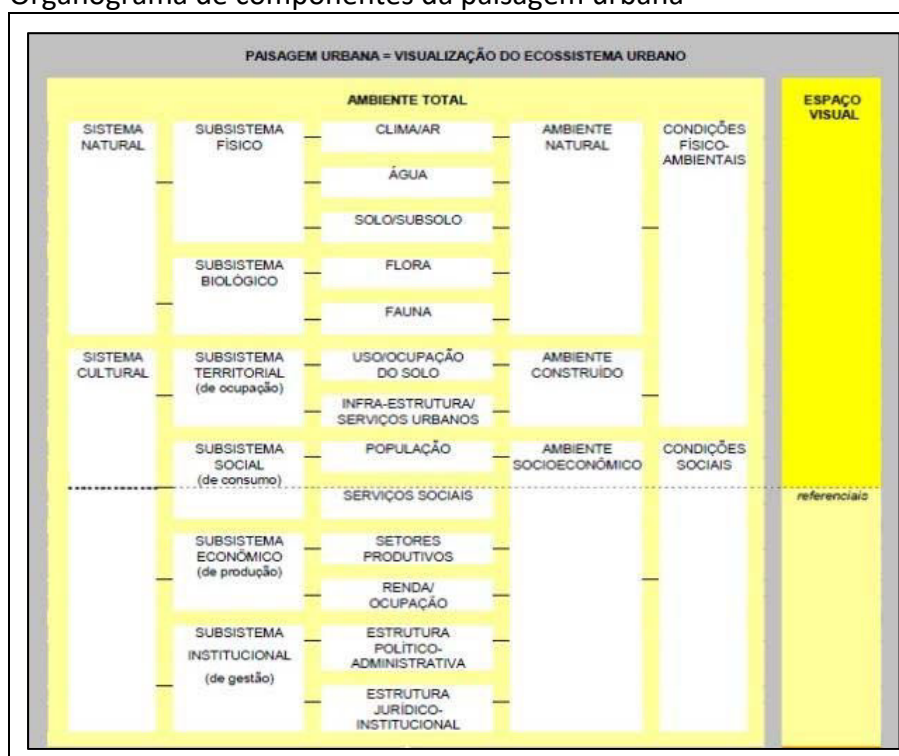 Organograma de componentes da paisagem urbana
PAISAGEM URBANA = VISUALIZAÇÃO DO ECOSSISTEMA URBANO
AMBIENTE TOTAL
ESPAÇO
VISUAL
SISTEMA
NATURAL
SUBSISTEMA
FÍSICO
CLIMA/AR
AMBIENTE
NATURAL
CONDIÇÕES
FÍSICO-
AMBIENTAIS
ÁGUA
SOLO/SUBSOLO
SUBSISTEMA
BIOLÓGICO
FLORA
FAUNA
SISTEMA
CULTURAL
SUBSISTEMA
TERRITORIAL
(de ocupação)
USO/OCUPAÇÃO
DO SOLO
AMBIENTE
CONSTRUÍDO
INFRA-ESTRUTURA/
SERVIÇOS URBANOS
SUBSISTEMA
SOCIAL
(de consumo)
POPULAÇÃO
AMBIENTE
SOCIOECONÔMICO
CONDIÇÕES
SOCIAIS
SERVIÇOS SOCIAIS
referenciais
SUBSISTEMA
ECONÔMICO
(de produção)
SETORES
PRODUTIVOS
RENDA/
OCUPAÇÃO
SUBSISTEMA
INSTITUCIONAL
(de gestão)
ESTRUTURA
POLÍTICO-
ADMINISTRATIVA
ESTRUTURA
JURÍDICO-
INSTITUCIONAL